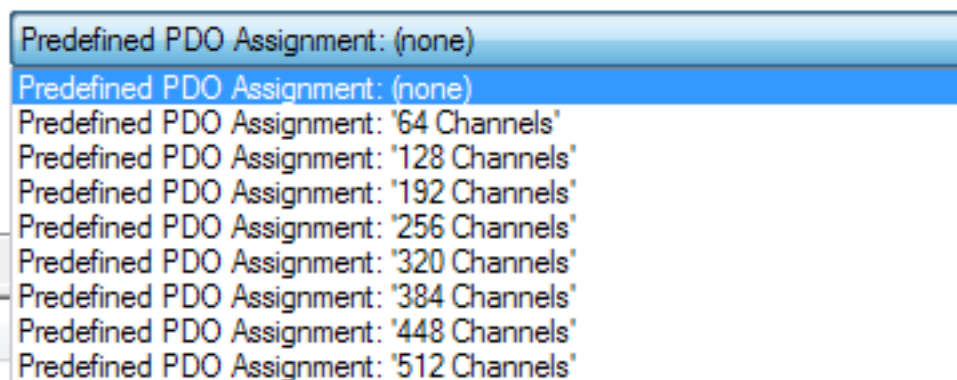 Predefined PDO Assignment: (none)
Predefined PDO Assignment: (none)
Predefined PDO Assignment: '64 Channels'
Predefined PDO Assignment: '128 Channels'
Predefined PDO Assignment: '192 Channels'
Predefined PDO Assignment: '256 Channels'
Predefined PDO Assignment: '320 Channels'
Predefined PDO Assignment: '384 Channels'
Predefined PDO Assignment: '448 Channels'
Predefined PDO Assignment: '512 Channels'